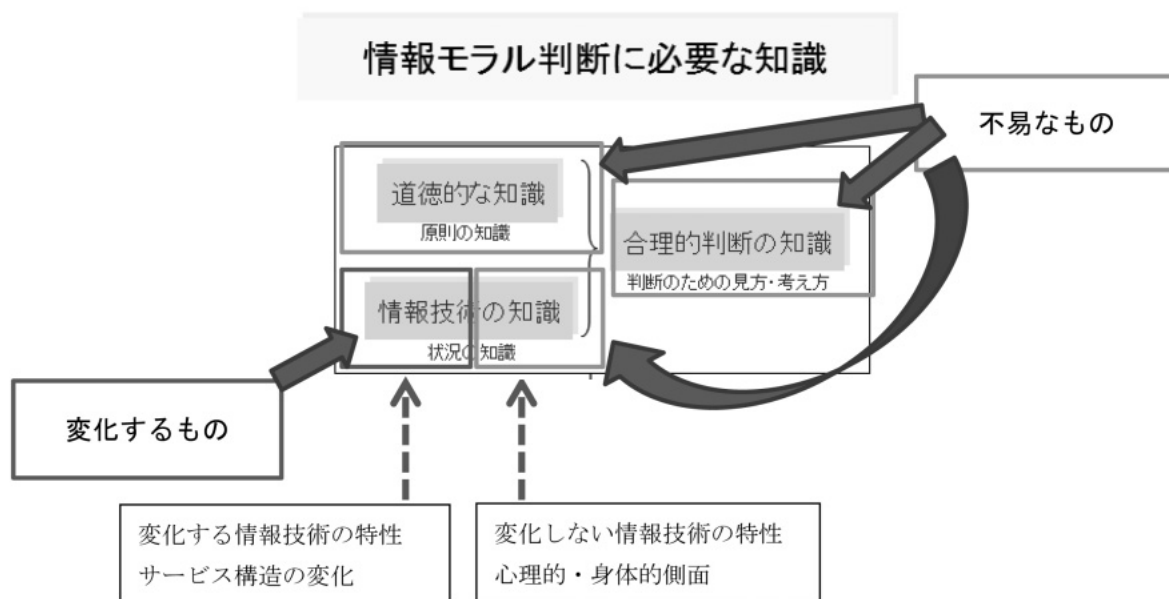 情報モラル判断に必要な知識
不易なもの
道徳的な知識
原則の知識
合理的判断の知識
判断のための見方・考え方
情報技術の知識
状況の知識
変化するもの
変化する情報技術の特性
サービス構造の変化
変化しない情報技術の特性
心理的・身体的側面